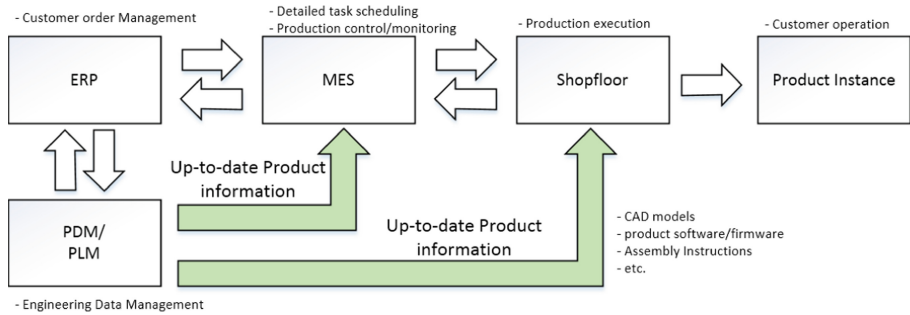 - Customer order Management
- Detailed task scheduling
- Production control/monitoring
- Production execution
- Customer operation
ERP
MES
Shopfloor
Product Instance
Up-to-date Product
information
PDM/
PLM
Up-to-date Product
information
- CAD models
- product software/firmware
- Assembly Instructions
- etc.
- Engineering Data Management